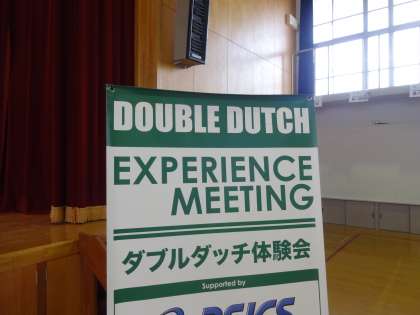 DOUBLE DUTCH
EXPERIENCE
MEETING
ダブルダッチ体験会
Supported by